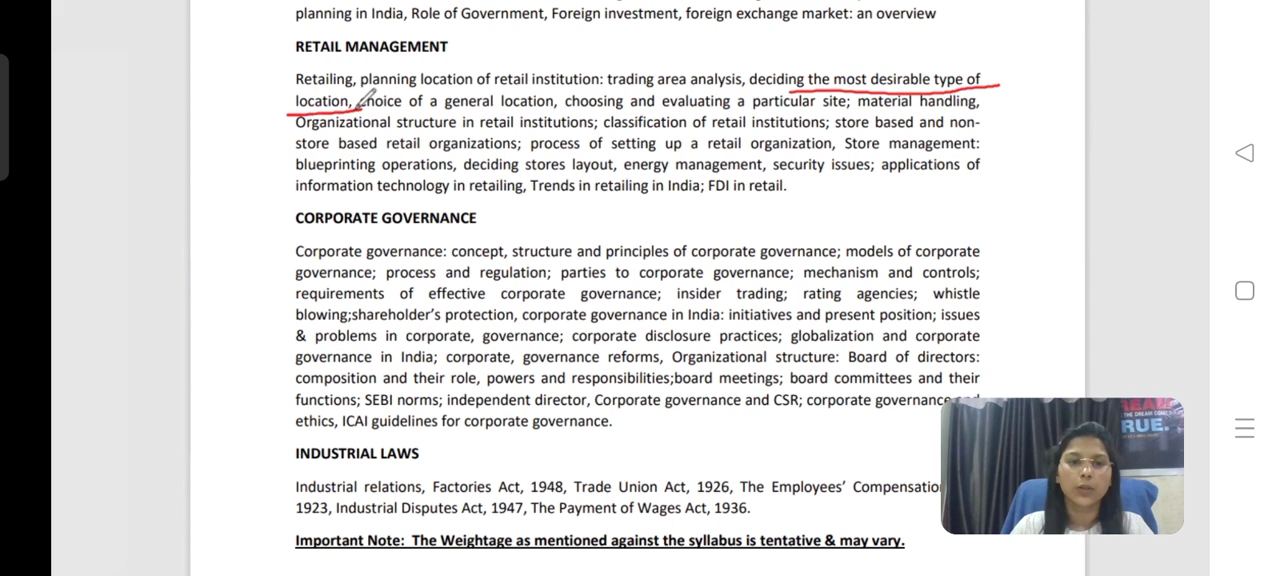 planning in India, Role of Government, Foreign investment, foreign exchange market: an overview
RETAIL MANAGEMENT
Retailing, planning location of retail institution: trading area analysis, deciding the most desirable type of
location, choice of a general location, choosing and evaluating a particular site; material handling,
Organizational structure in retail institutions; classification of retail institutions; store based and non-
store based retail organizations; process of setting up a retail organization, Store management:
blueprinting operations, deciding stores layout, energy management, security issues; applications of
information technology in retailing, Trends in retailing in India; FDI in retail.
CORPORATE GOVERNANCE
Corporate governance: concept, structure and principles of corporate governance; models of corporate
governance; process and regulation; parties to corporate governance; mechanism and controls;
requirements of effective corporate governance; insider trading; rating agencies; whistle
blowing;shareholder's protection, corporate governance in India: initiatives and present position; issues
& problems in corporate, governance; corporate disclosure practices; globalization and corporate
governance in India; corporate, governance reforms, Organizational structure: Board of directors:
composition and their role, powers and responsibilities;board meetings; board committees and their
functions; SEBI norms; independent director, Corporate governance and CSR; corporate governance
ethics, ICAI guidelines for corporate governance.
INDUSTRIAL LAWS
Industrial relations, Factories Act, 1948, Trade Union Act, 1926, The Employees'
1923, Industrial Disputes Act, 1947, The Payment of Wages Act, 1936.
Important Note: The Weightage as mentioned against the syllabus is tentative & may vary.
THE DREAM
RUE.